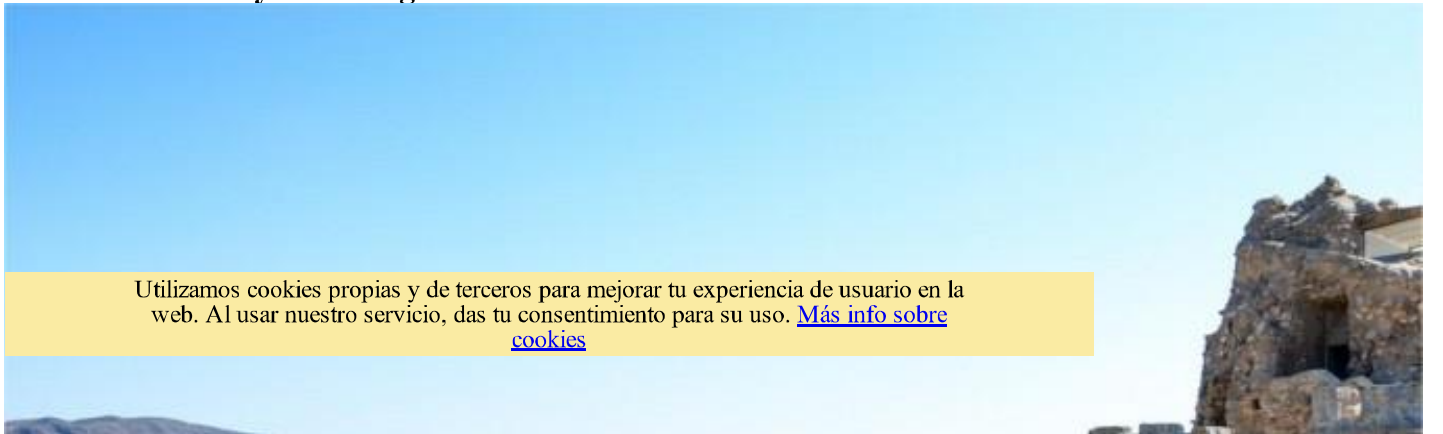 Utilizamos cookies propias y de terceros para mejorar tu experiencia de usuario en la
web. Al usar nuestro servicio, das tu consentimiento para su uso. Más info sobre
cookies